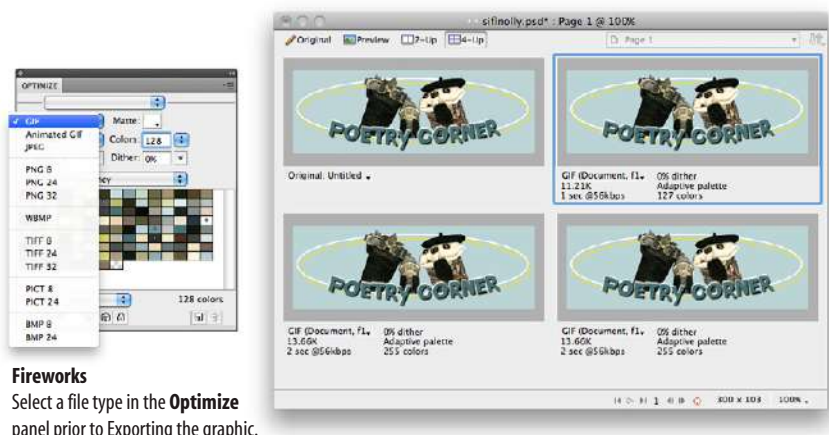 OPTIMIZE
GIF
Animated GIF
JPEG
PNG 8
PNG 24
PNG 32
WBMP
TIFF 8
TIFF 24
TIFF 32
PICT 8
PICT 24
BMP 8
BMP 24
Matte:
Colors: 128
Dither: 0%
128 colors
Fireworks
Select a file type in the Optimize
panel prior to Exporting the graphic.
sifinolly.psd* : Page 1 @ 100%
Original Preview 2-Up 4-Up
Page 1
POETRY CORNER
Original: Untitled
POETRY CORNER
GIF (Document, f1 0% dither
11.21K Adaptive palette
1 sec @56kbps 127 colors
POETRY CORNER
GIF (Document, f1 0% dither
13.66K Adaptive palette
2 sec @56kbps 255 colors
POETRY CORNER
GIF (Document, f1 0% dither
13.66K Adaptive palette
2 sec @56kbps 255 colors
1 300 x 103 100%